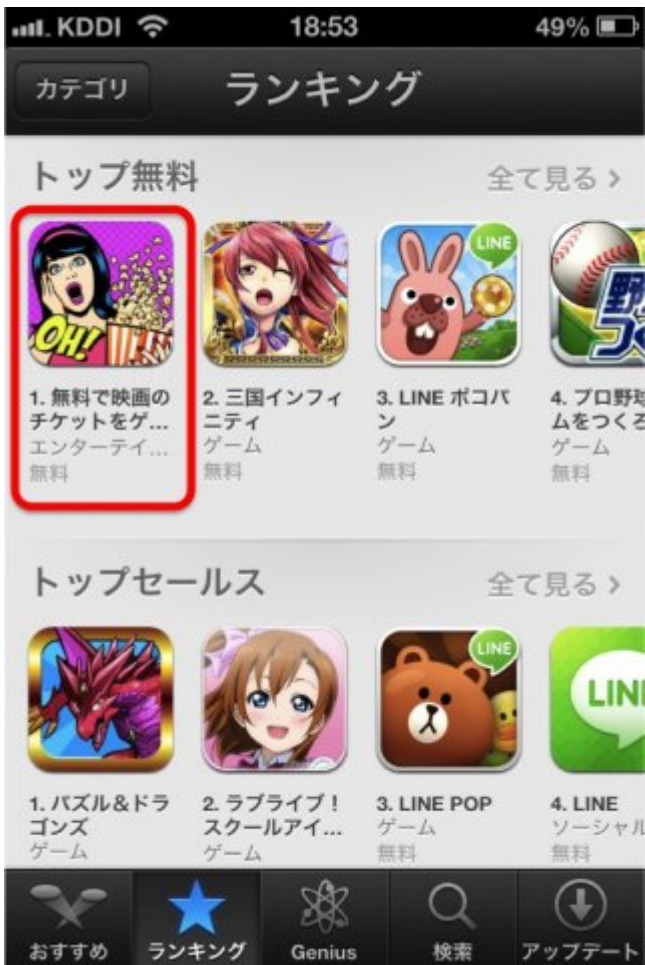 KDDI 18:53 49%
カテゴリ
ランキング
トップ無料
全て見る >
OH!
LINE
野
つく
1. 無料で映画の
チケットをゲ...
エンターテイ...
無料
2. 三国インフィ
ニティ
ゲーム
無料
3. LINE ポコパ
ン
ゲーム
無料
4. プロ野球
ムをつくろ
ゲーム
無料
トップセールス
全て見る >
LINE
LINE
1. パズル&ドラ
ゴンズ
ゲーム
2. ラブライブ!
スクールアイ...
ゲーム
3. LINE POP
ゲーム
無料
4. LINE
ソーシャル
無料
おすすめ
ランキング
Genius
検索
アップデート